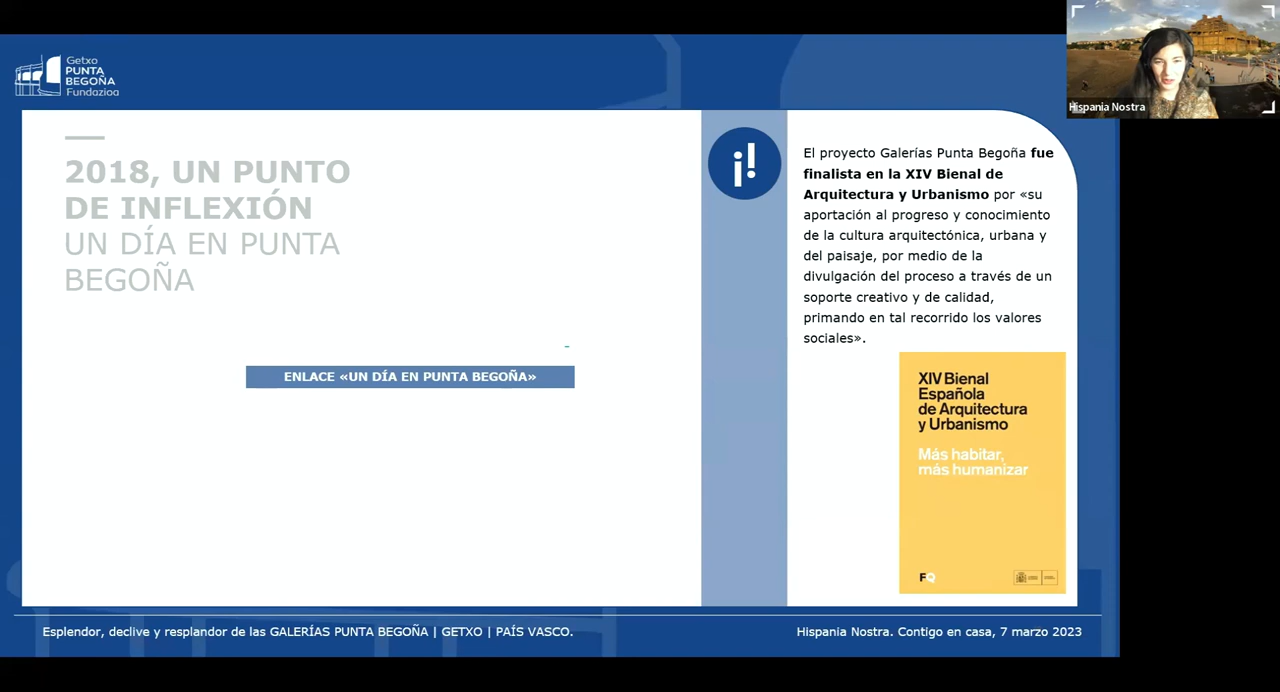 Getxo
PUNTA
BEGOÑA
Fundazioa
Hispania Nostra
2018, UN PUNTO
DE INFLEXIÓN
UN DÍA EN PUNTA
BEGOÑA
ENLACE «UN DÍA EN PUNTA BEGOÑA»
¡!
El proyecto Galerías Punta Begoña fue
finalista en la XIV Bienal de
Arquitectura y Urbanismo por «su
aportación al progreso y conocimiento
de la cultura arquitectónica, urbana y
del paisaje, por medio de la
divulgación del proceso a través de un
soporte creativo y de calidad,
primando en tal recorrido los valores
sociales».
XIV Bienal
Española
de Arquitectura
y Urbanismo
Más habitar,
más humanizar
FQ
Esplendor, declive y resplandor de las GALERÍAS PUNTA BEGOÑA | GETXO | PAÍS VASCO.
Hispania Nostra. Contigo en casa, 7 marzo 2023